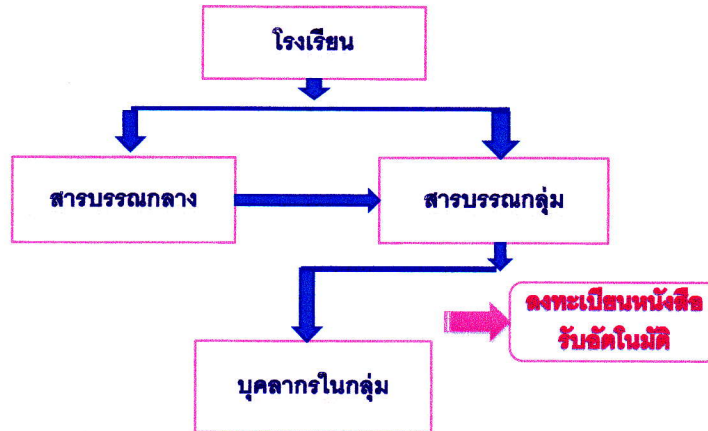 โรงเรียน
สารบรรณกลาง
สารบรรณกลุ่ม
ลงทะเบียนหนังสือ
รับอัตโนมัติ
บุคลากรในกลุ่ม